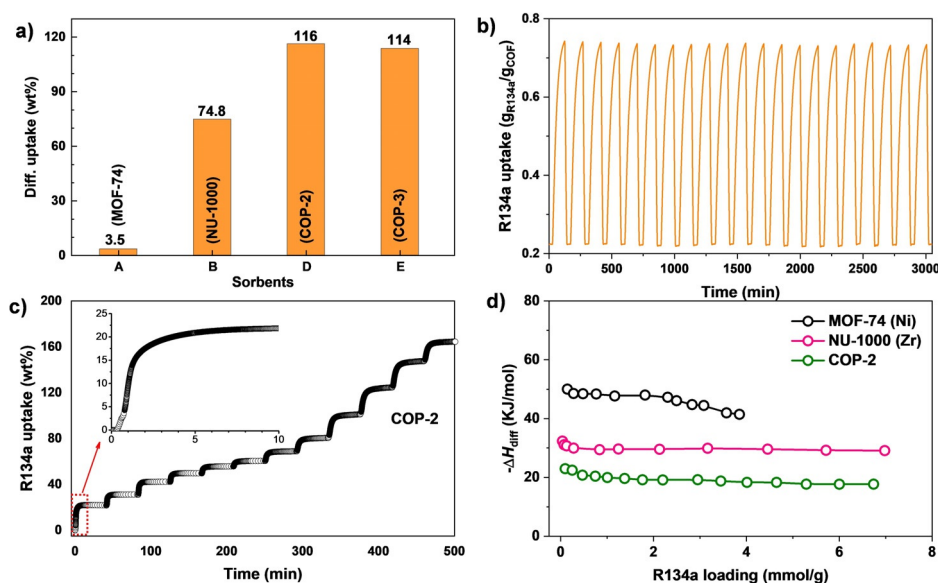 a)
Diff. uptake (wt%)
120
90
60
30
0
3.5
74.8
116
114
(MOF-74)
(NU-1000)
(COP-2)
(COP-3)
A
B
D
E
Sorbents
b)
R134a uptake (gR134a/gCOF)
0.8
0.6
0.4
0.2
0
500
1000
1500
2000
2500
3000
Time (min)
c)
R134a uptake (wt%)
200
160
120
80
40
0
25
20
15
10
5
0
0
5
10
COP-2
0
100
200
300
400
500
Time (min)
d)
-ΔHdiff (KJ/mol)
80
60
40
20
0
MOF-74 (Ni)
NU-1000 (Zr)
COP-2
0
2
4
6
8
R134a loading (mmol/g)